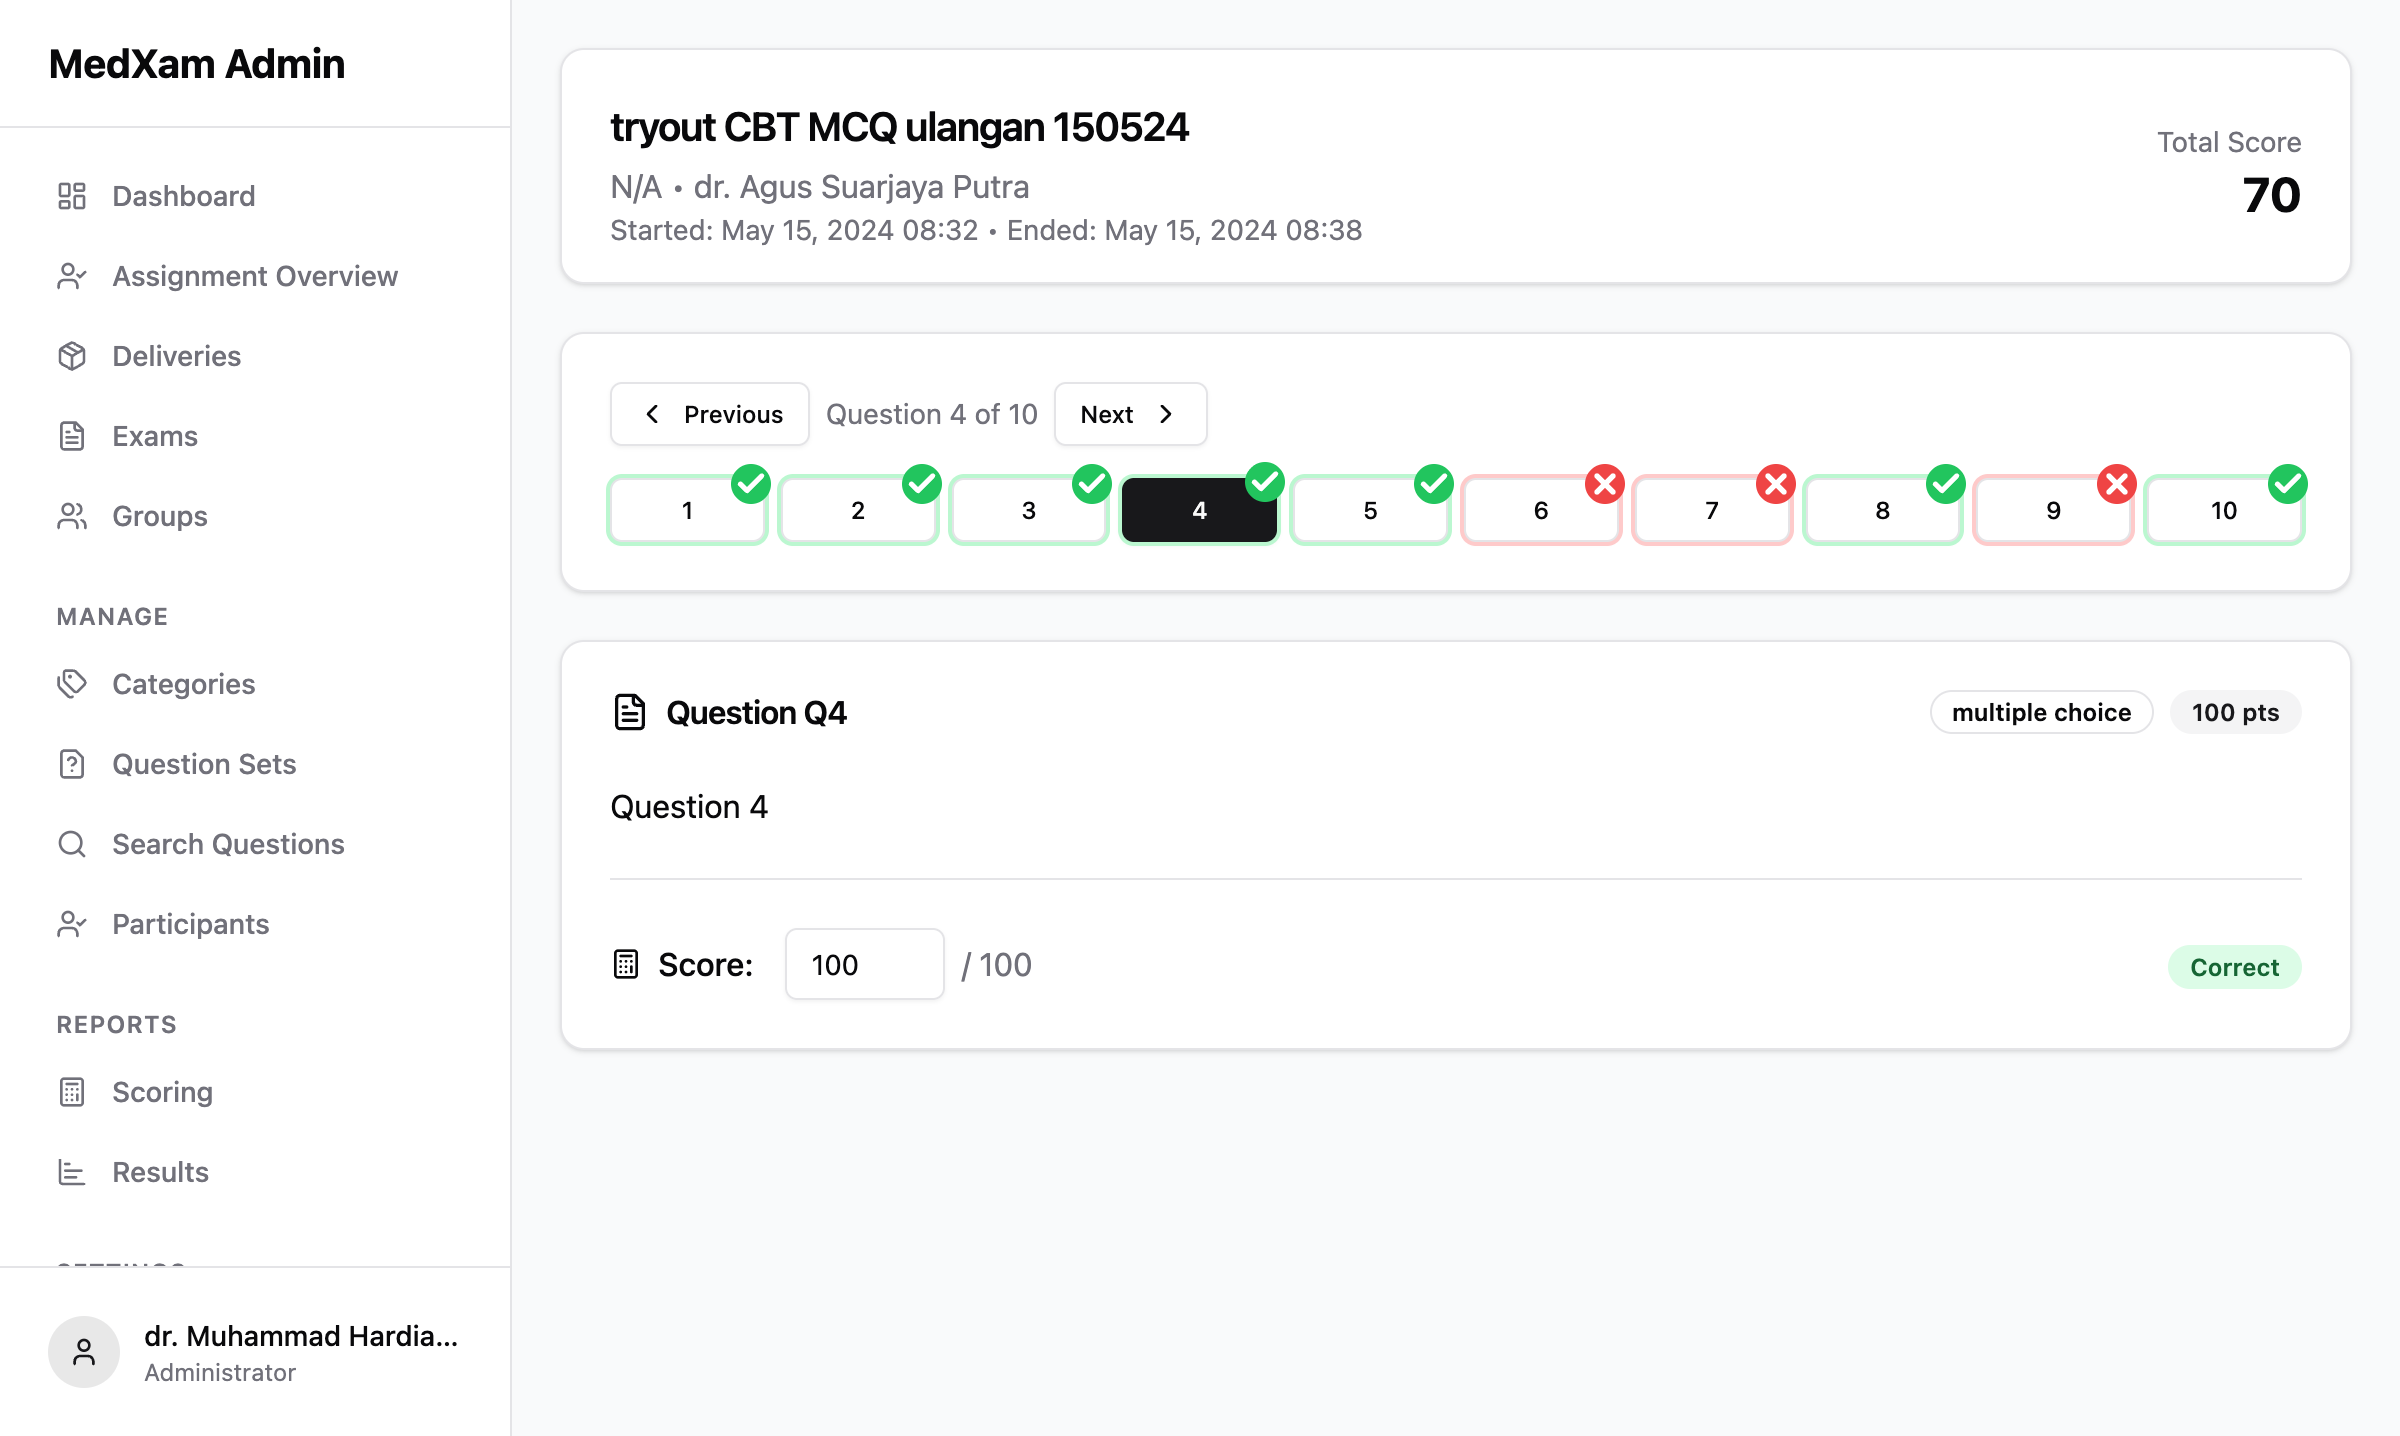 MedXam Admin
Dashboard
Assignment Overview
Deliveries
Exams
Groups
MANAGE
Categories
Question Sets
Search Questions
Participants
REPORTS
Scoring
Results
SETTINGS
dr. Muhammad Hardia...
Administrator
tryout CBT MCQ ulangan 150524
N/A • dr. Agus Suarjaya Putra
Started: May 15, 2024 08:32 • Ended: May 15, 2024 08:38
Total Score
70
Previous
Question 4 of 10
Next
1
2
3
4
5
6
7
8
9
10
Question Q4
multiple choice
100 pts
Question 4
Score:
100
/ 100
Correct